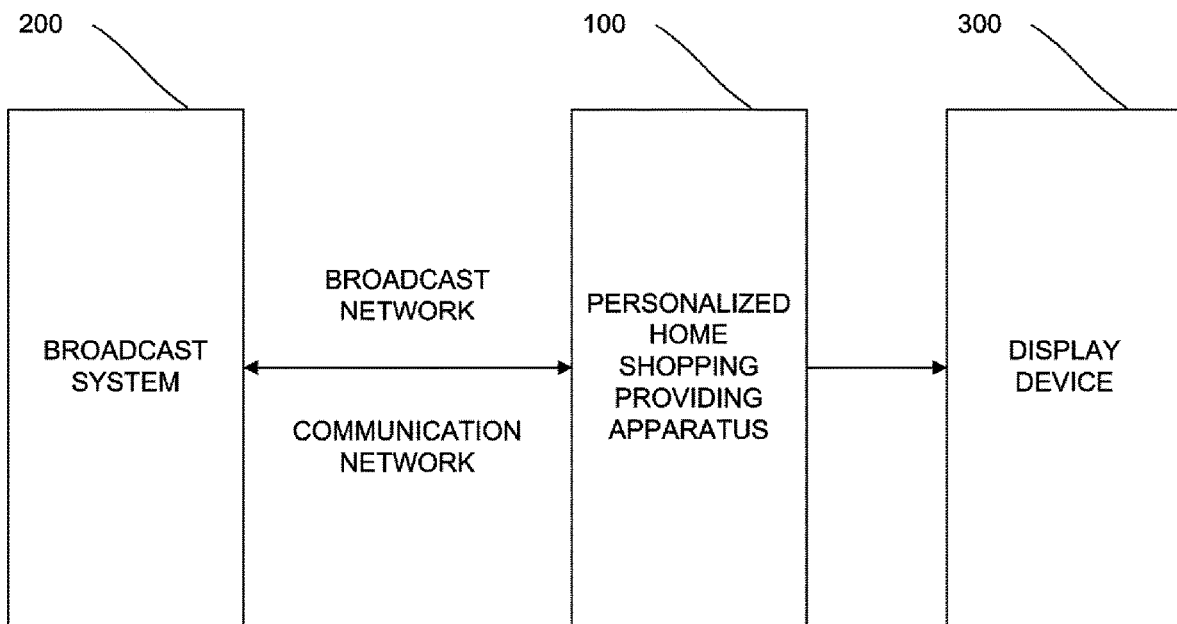 200
100
300
BROADCAST
SYSTEM
BROADCAST
NETWORK
COMMUNICATION
NETWORK
PERSONALIZED
HOME
SHOPPING
PROVIDING
APPARATUS
DISPLAY
DEVICE